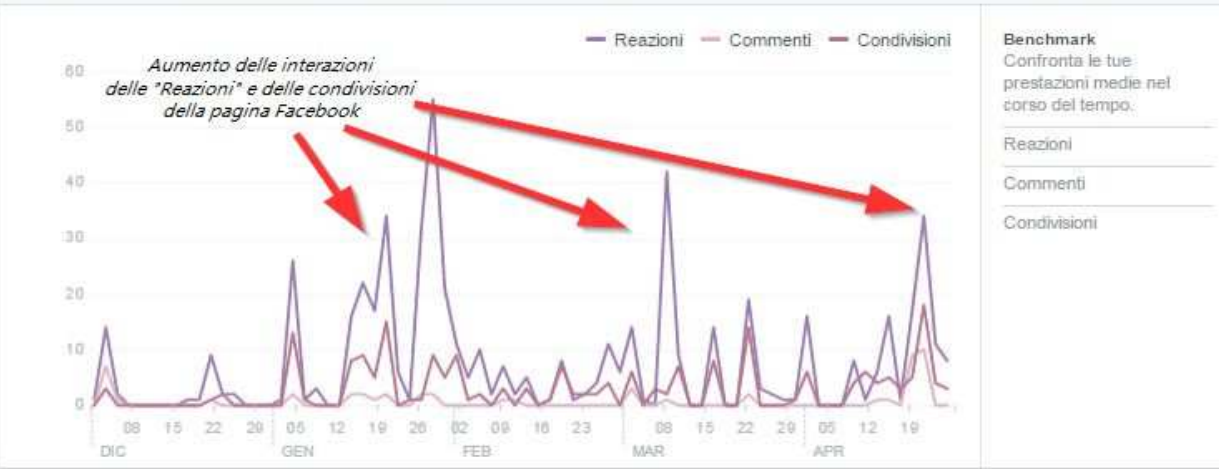 Reazioni Commenti Condivisioni
Aumento delle interazioni
delle "Reazioni" e delle condivisioni
della pagina Facebook
60
50
40
30
20
10
0
08 15 22 29 05 12 19 26 02 09 16 23 08 15 22 29 05 12 19
DIC GEN FEB MAR APR
Benchmark
Confronta le tue
prestazioni medie nel
corso del tempo.
Reazioni
Commenti
Condivisioni